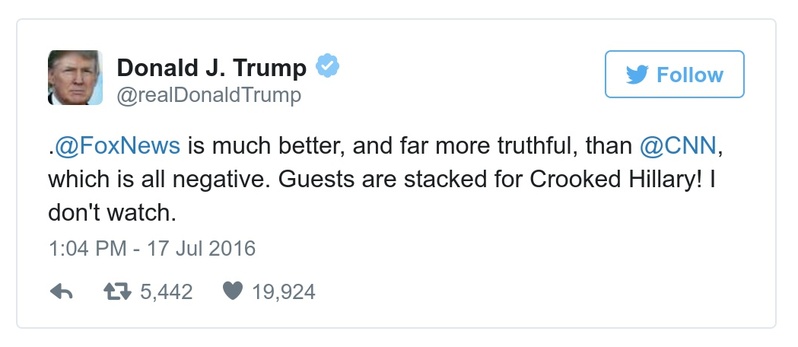 Donald J. Trump
@realDonaldTrump
Follow
.@FoxNews is much better, and far more truthful, than @CNN,
which is all negative. Guests are stacked for Crooked Hillary! I
don't watch.
1:04 PM - 17 Jul 2016
5,442 19,924